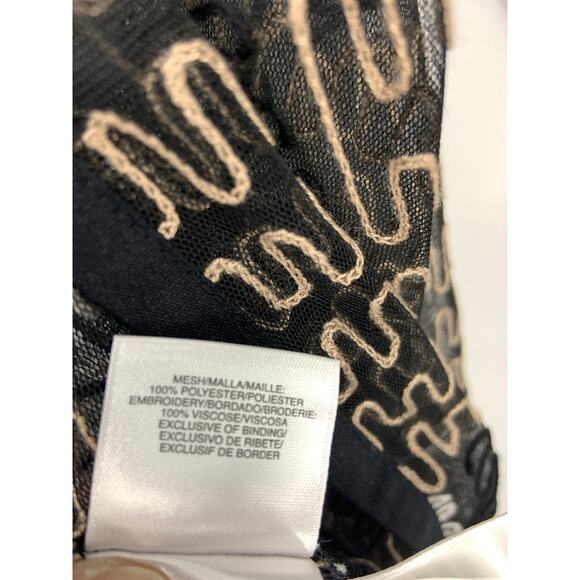 MESH/MALLA/MAILLE:
100% POLYESTER/POLIESTER
EMBROIDERY/BORDADO/BRODERIE:
100% VISCOSE/VISCOSA
EXCLUSIVE OF BINDING/
EXCLUSIVO DE RIBETE/
EXCLUSIF DE BORDER